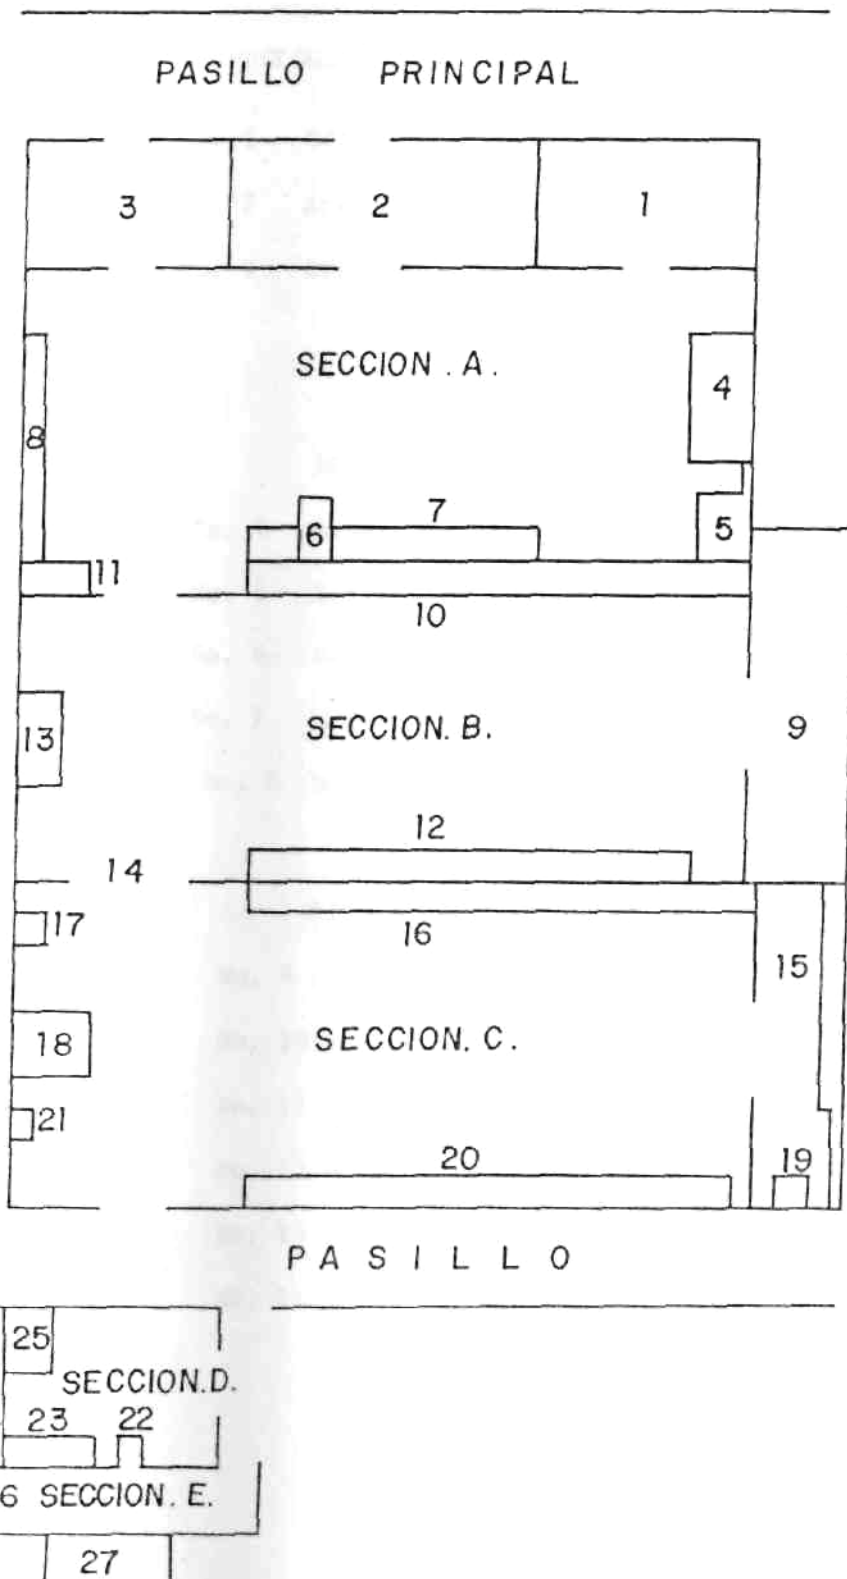 PASILLO PRINCIPAL
3 2 1
SECCION . A.
4
8
7
6 5
11
10
13 SECCION. B. 9
12
14
17
16
15
18 SECCION. C.
21
20 19
PASILLO
25
SECCION.D.
23 22
6 SECCION. E.
27